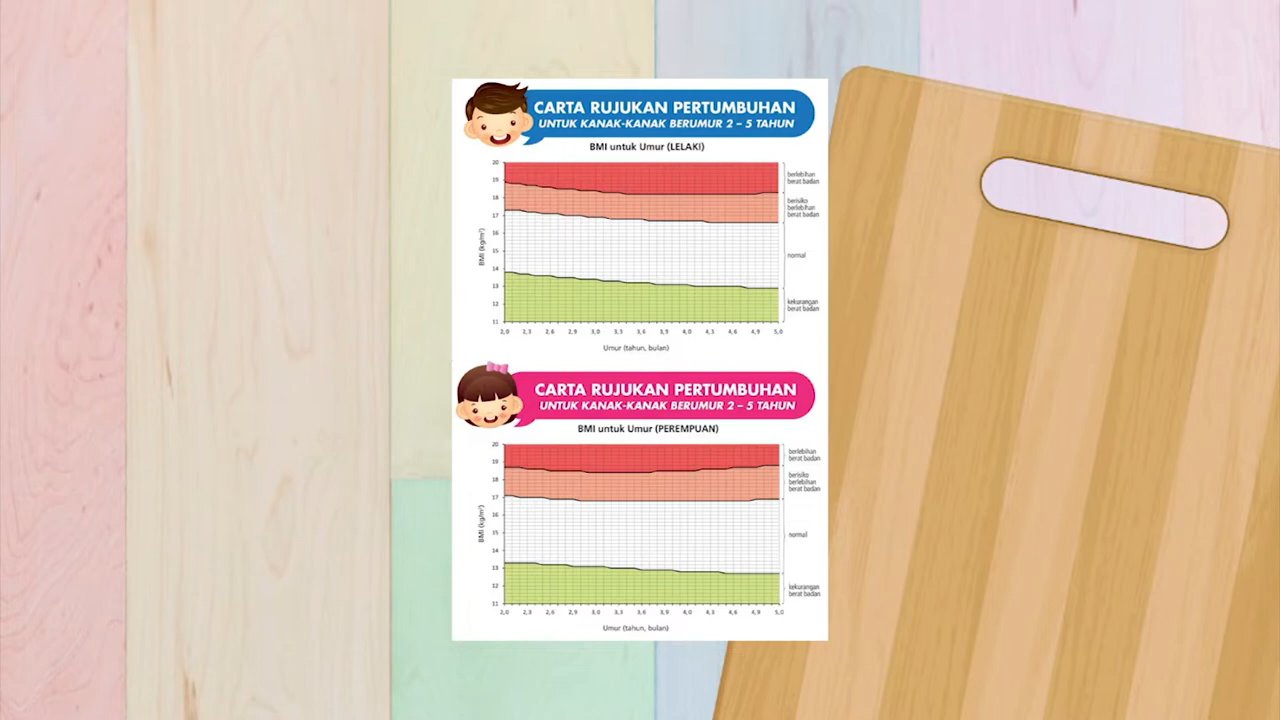 CARTA RUJUKAN PERTUMBUHAN
UNTUK KANAK-KANAK BERUMUR 2 – 5 TAHUN
BMI untuk Umur (LELAKI)
BMI (kg/m²)
20
19
18
17
16
15
14
13
12
11
berlebihan
berat badan
berisiko
berlebihan
berat badan
normal
kekurangan
berat badan
2,0 2,3 2,6 2,9 3,0 3,3 3,6 3,9 4,0 4,3 4,6 4,9 5,0
Umur (tahun, bulan)
CARTA RUJUKAN PERTUMBUHAN
UNTUK KANAK-KANAK BERUMUR 2 – 5 TAHUN
BMI untuk Umur (PEREMPUAN)
BMI (kg/m²)
20
19
18
17
16
15
14
13
12
11
berlebihan
berat badan
berisiko
berlebihan
berat badan
normal
kekurangan
berat badan
2,0 2,3 2,6 2,9 3,0 3,3 3,6 3,9 4,0 4,3 4,6 4,9 5,0
Umur (tahun, bulan)